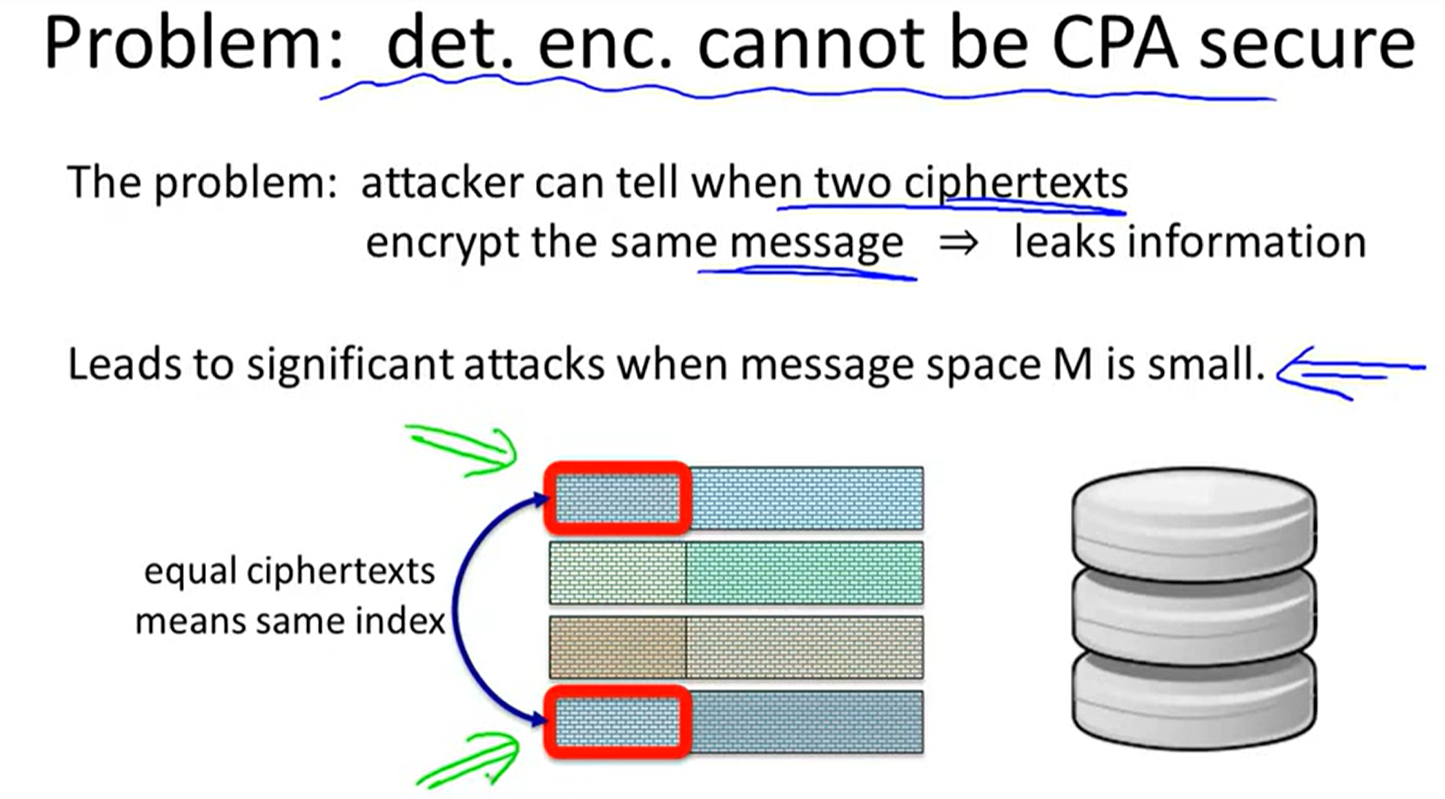 Problem: det. enc. cannot be CPA secure
The problem: attacker can tell when two ciphertexts
encrypt the same message ⇒ leaks information
Leads to significant attacks when message space M is small.
equal ciphertexts
means same index